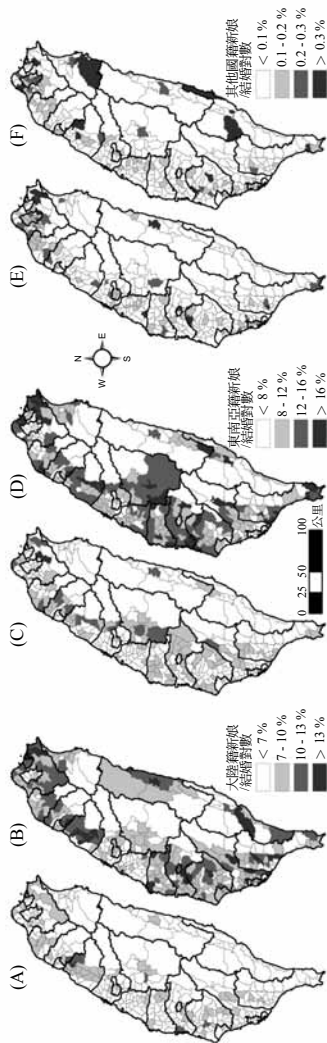 (A)
(B)
大陸籍新娘
/結婚對數
< 7 %
7 - 10 %
10 - 13 %
> 13 %
(C)
(D)
N
W
E
S
東南亞籍新娘
/結婚對數
< 8 %
8 - 12 %
12 - 16 %
> 16 %
0
25
50
100
公里
(E)
(F)
其他國籍新娘
/結婚對數
< 0.1 %
0.1 - 0.2 %
0.2 - 0.3 %
> 0.3 %